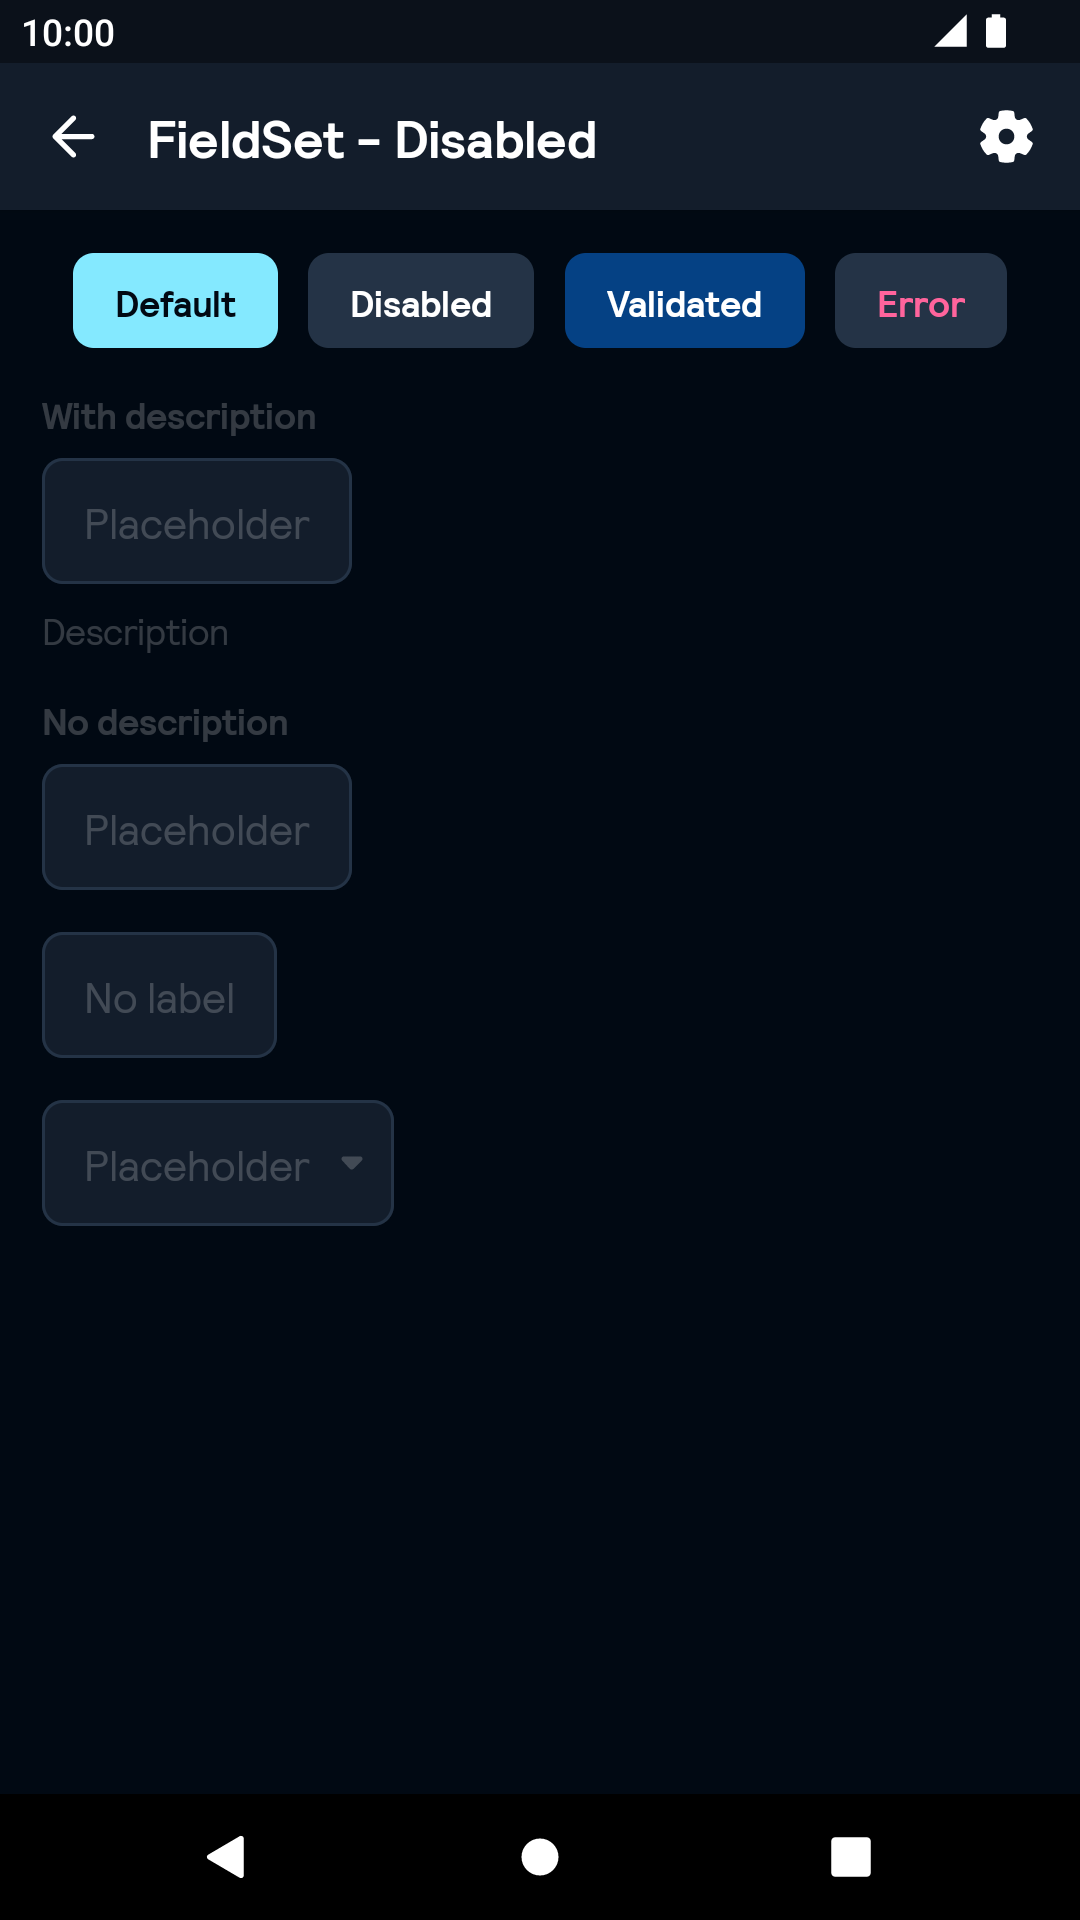 10:00
FieldSet - Disabled
Default Disabled Validated Error
With description
Placeholder
Description
No description
Placeholder
No label
Placeholder